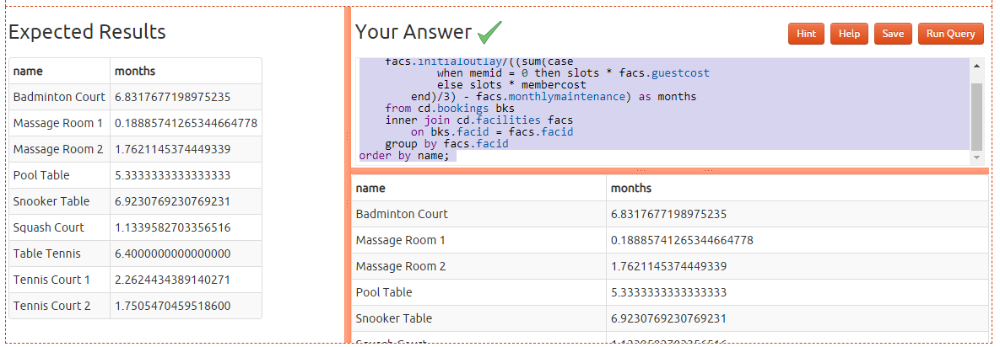 Expected Results
name months
Badminton Court 6.8317677198975235
Massage Room 1 0.18885741265344664778
Massage Room 2 1.7621145374449339
Pool Table 5.3333333333333333
Snooker Table 6.9230769230769231
Squash Court 1.1339582703356516
Table Tennis 6.4000000000000000
Tennis Court 1 2.2624434389140271
Tennis Court 2 1.7505470459518600
Your Answer
Hint Help Save Run Query
facs.initialoutlay/((sum(case
when memid = 0 then slots * facs.guestcost
else slots * membercost
end)/3) - facs.monthlymaintenance) as months
from cd.bookings bks
inner join cd.facilities facs
on bks.facid = facs.facid
group by facs.facid
order by name;
name months
Badminton Court 6.8317677198975235
Massage Room 1 0.18885741265344664778
Massage Room 2 1.7621145374449339
Pool Table 5.3333333333333333
Snooker Table 6.9230769230769231
Squash Court 1.1339582703356516